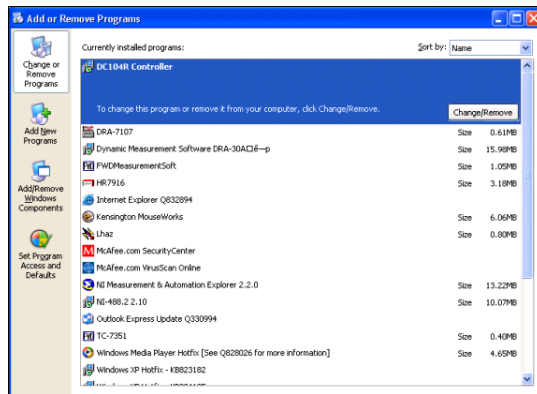 Add or Remove Programs
Change or
Remove
Programs
Add New
Programs
Add/Remove
Windows
Components
Set Program
Access and
Defaults
Currently installed programs:
Sort by: Name
DC104R Controller
To change this program or remove it from your computer, click Change/Remove.
Change/Remove
DRA-7107 Size 0.61MB
Dynamic Measurement Software DRA-30A□ê—p Size 15.98MB
FWDMeasurementSoft Size 1.05MB
HR7916 Size 3.18MB
Internet Explorer Q832894
Kensington MouseWorks Size 6.06MB
Lhaz Size 0.80MB
McAfee.com SecurityCenter
McAfee.com VirusScan Online
NI Measurement & Automation Explorer 2.2.0 Size 13.22MB
NI-488.2 2.10 Size 10.07MB
Outlook Express Update Q330994
TC-7351 Size 0.40MB
Windows Media Player Hotfix [See Q828026 for more information] Size 4.65MB
Windows XP Hotfix - KB823182